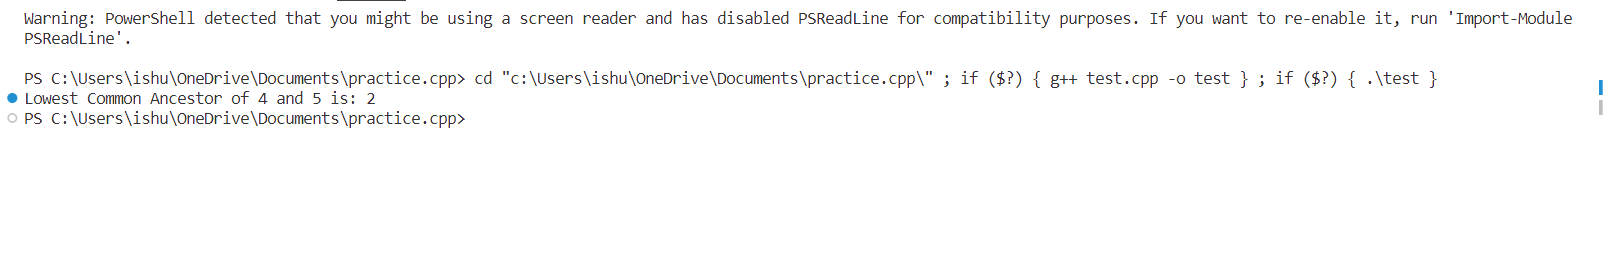 Warning: PowerShell detected that you might be using a screen reader and has disabled PSReadLine for compatibility purposes. If you want to re-enable it, run 'Import-Module
PSReadLine'.
PS C:\Users\ishu\OneDrive\Documents\practice.cpp> cd "c:\Users\ishu\OneDrive\Documents\practice.cpp\" ; if ($?) { g++ test.cpp -o test } ; if ($?) { .\test }
Lowest Common Ancestor of 4 and 5 is: 2
PS C:\Users\ishu\OneDrive\Documents\practice.cpp>